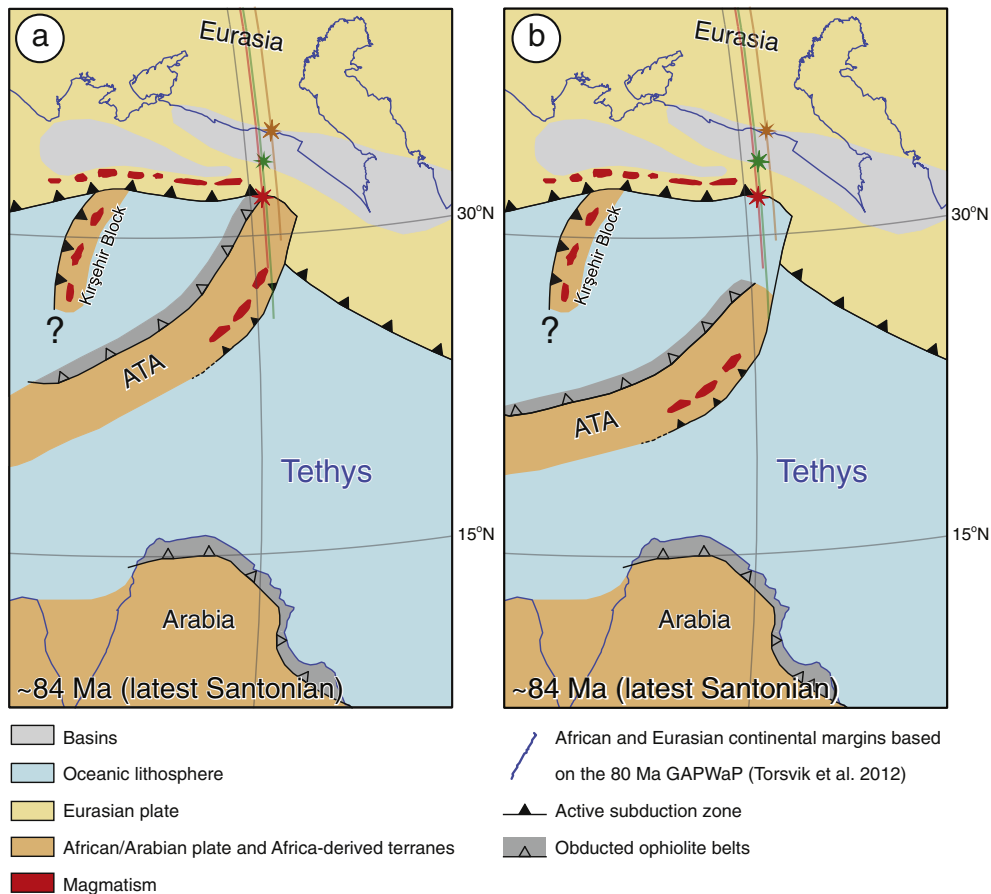 a
Eurasia
30°N
Kırşehir Block
?
ATA
Tethys
15°N
Arabia
~84 Ma (latest Santonian)
b
Eurasia
30°N
Kırşehir Block
?
ATA
Tethys
15°N
Arabia
~84 Ma (latest Santonian)
Basins
Oceanic lithosphere
Eurasian plate
African/Arabian plate and Africa-derived terranes
Magmatism
African and Eurasian continental margins based
on the 80 Ma GAPWaP (Torsvik et al. 2012)
Active subduction zone
Obducted ophiolite belts